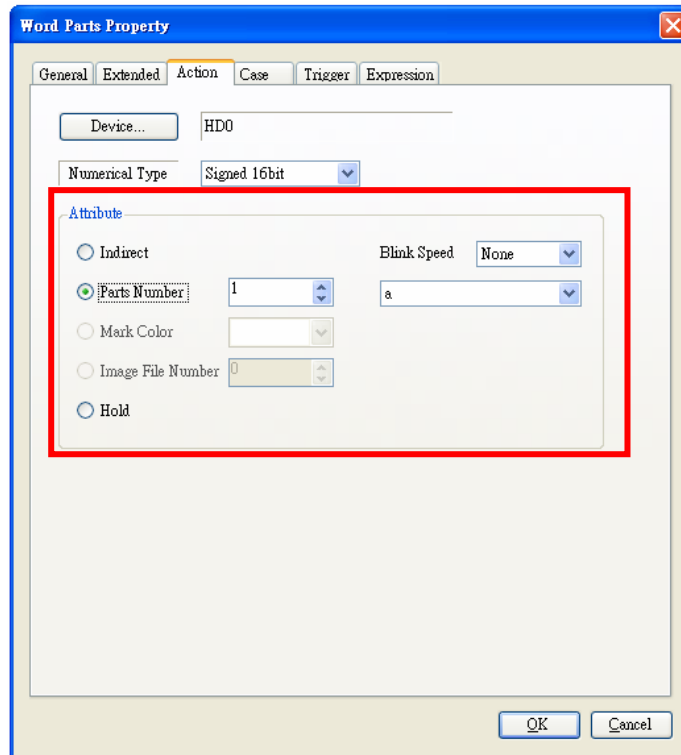 Word Parts Property
General Extended Action Case Trigger Expression
Device... HD0
Numerical Type Signed 16bit
Attribute
Indirect Blink Speed None
Parts Number 1 a
Mark Color
Image File Number 0
Hold
OK Cancel